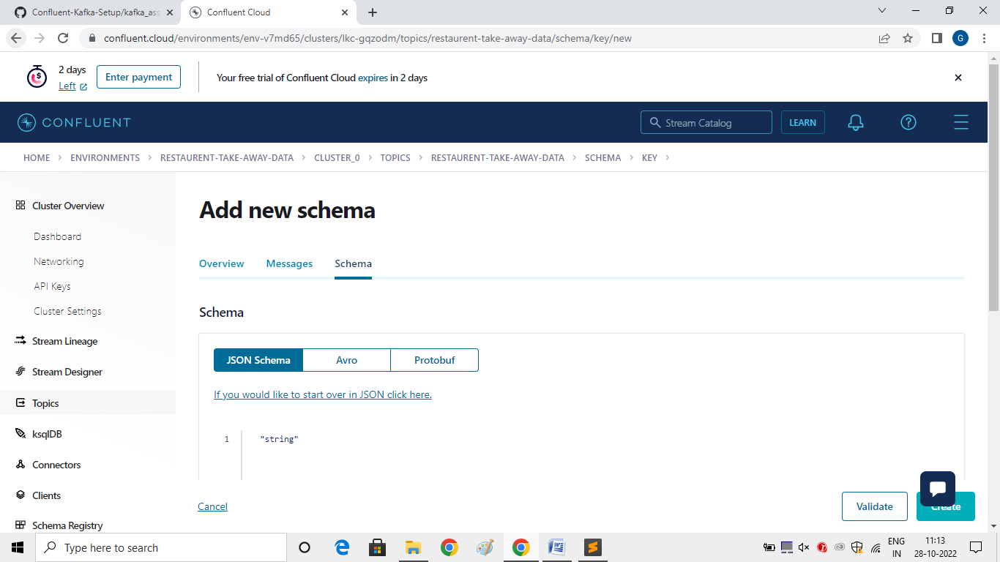 Confluent-Kafka-Setup/kafka_ass
Confluent Cloud
confluent.cloud/environments/env-v7md65/clusters/lkc-gqzodm/topics/restaurent-take-away-data/schema/key/new
G
2 days
Left
Enter payment
Your free trial of Confluent Cloud expires in 2 days
CONFLUENT
Stream Catalog
LEARN
HOME > ENVIRONMENTS > RESTAURENT-TAKE-AWAY-DATA > CLUSTER_0 > TOPICS > RESTAURENT-TAKE-AWAY-DATA > SCHEMA > KEY >
Cluster Overview
Dashboard
Networking
API Keys
Cluster Settings
Stream Lineage
Stream Designer
Topics
ksqlDB
Connectors
Clients
Schema Registry
Add new schema
Overview Messages Schema
Schema
JSON Schema Avro Protobuf
If you would like to start over in JSON click here.
1 "string"
Cancel
Validate
Create
Type here to search
ENG
IN
11:13
28-10-2022